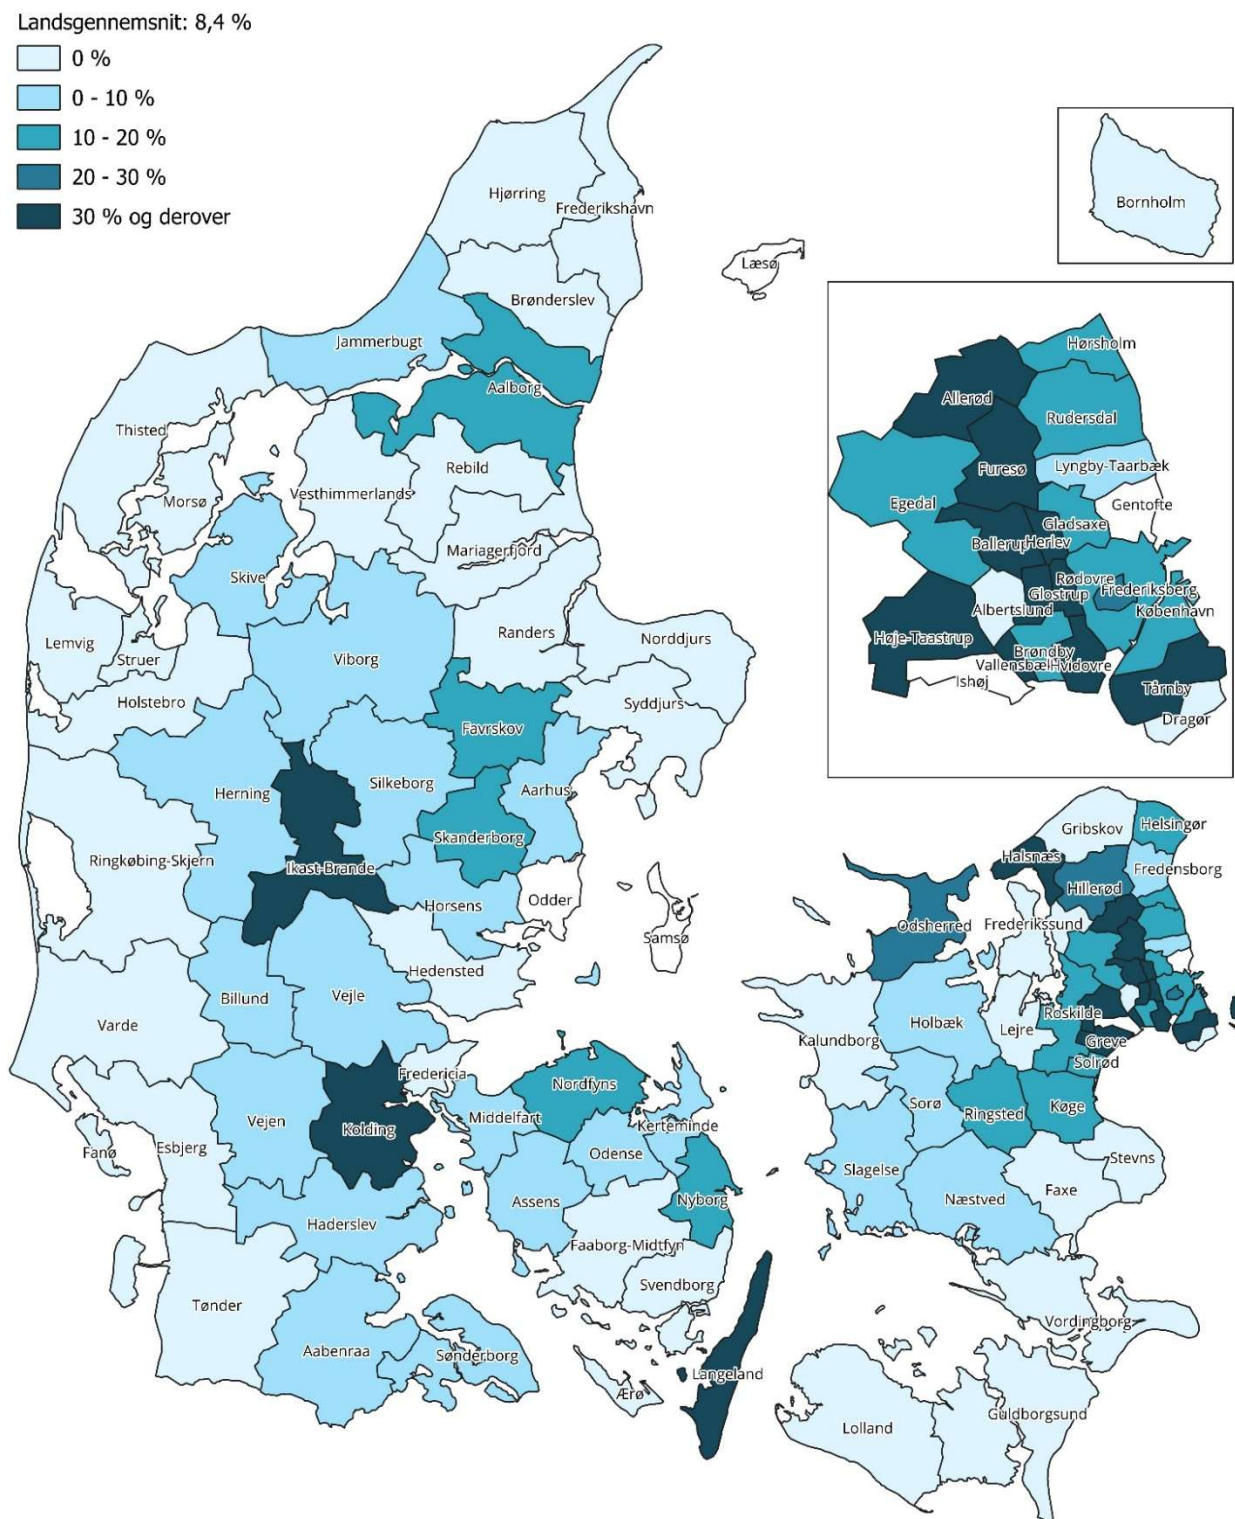 Landsgennemsnit: 8,4 %
0 %
0 - 10 %
10 - 20 %
20 - 30 %
30 % og derover
Hjørring
Frederikshavn
Bornholm
Læsø
Brønderslev
Jammerbugt
Aalborg
Thisted
Rebild
Morsø
Vesthimmerlands
Mariagerfjord
Skive
Randers
Norddjurs
Lemvig
Struer
Viborg
Holstebro
Syddjurs
Favrskov
Herning
Silkeborg
Aarhus
Skanderborg
Ringkøbing-Skjern
Ikast-Brande
Odder
Horsens
Samsø
Hedensted
Billund
Vejle
Varde
Fredericia
Nordfyns
Vejen
Kolding
Middelfart
Kerteminde
Fanø
Esbjerg
Odense
Assens
Nyborg
Haderslev
Faaborg-Midtfyn
Svendborg
Tønder
Aabenraa
Sønderborg
Langeland
Ærø
Hørsholm
Allerød
Rudersdal
Furesø
Lyngby-Taarbæk
Egedal
Gentofte
Gladsaxe
Ballerup
Herlev
Rødovre
Glostrup
Frederiksberg
Albertslund
København
Høje-Taastrup
Brøndby
Vallensbæk
Hvidovre
Ishøj
Tårnby
Dragør
Gribskov
Helsingør
Halsnæs
Fredensborg
Hillerød
Odsherred
Frederikssund
Roskilde
Holbæk
Lejre
Kalundborg
Greve
Solrød
Sorø
Ringsted
Køge
Stevns
Slagelse
Næstved
Faxe
Vordingborg
Guldborgsund
Lolland